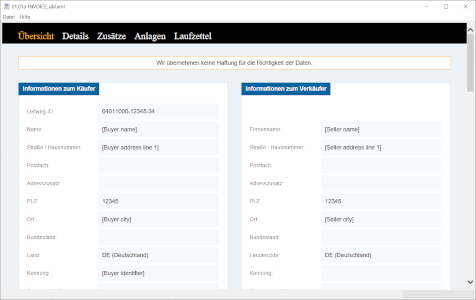 01.01a-INVOICE_ubl.xml
Datei Hilfe
Übersicht Details Zusätze Anlagen Laufzettel
Wir übernehmen keine Haftung für die Richtigkeit der Daten.
Informationen zum Käufer
Leitweg-ID: 04011000-12345-34
Name: [Buyer name]
Straße / Hausnummer: [Buyer address line 1]
Postfach:
Adresszusatz:
PLZ: 12345
Ort: [Buyer city]
Bundesland:
Land: DE (Deutschland)
Kennung: [Buyer identifier]
Informationen zum Verkäufer
Firmenname: [Seller name]
Straße / Hausnummer: [Seller address line 1]
Postfach:
Adresszusatz:
PLZ: 12345
Ort: [Seller city]
Bundesland:
Ländercode: DE (Deutschland)
Kennung: